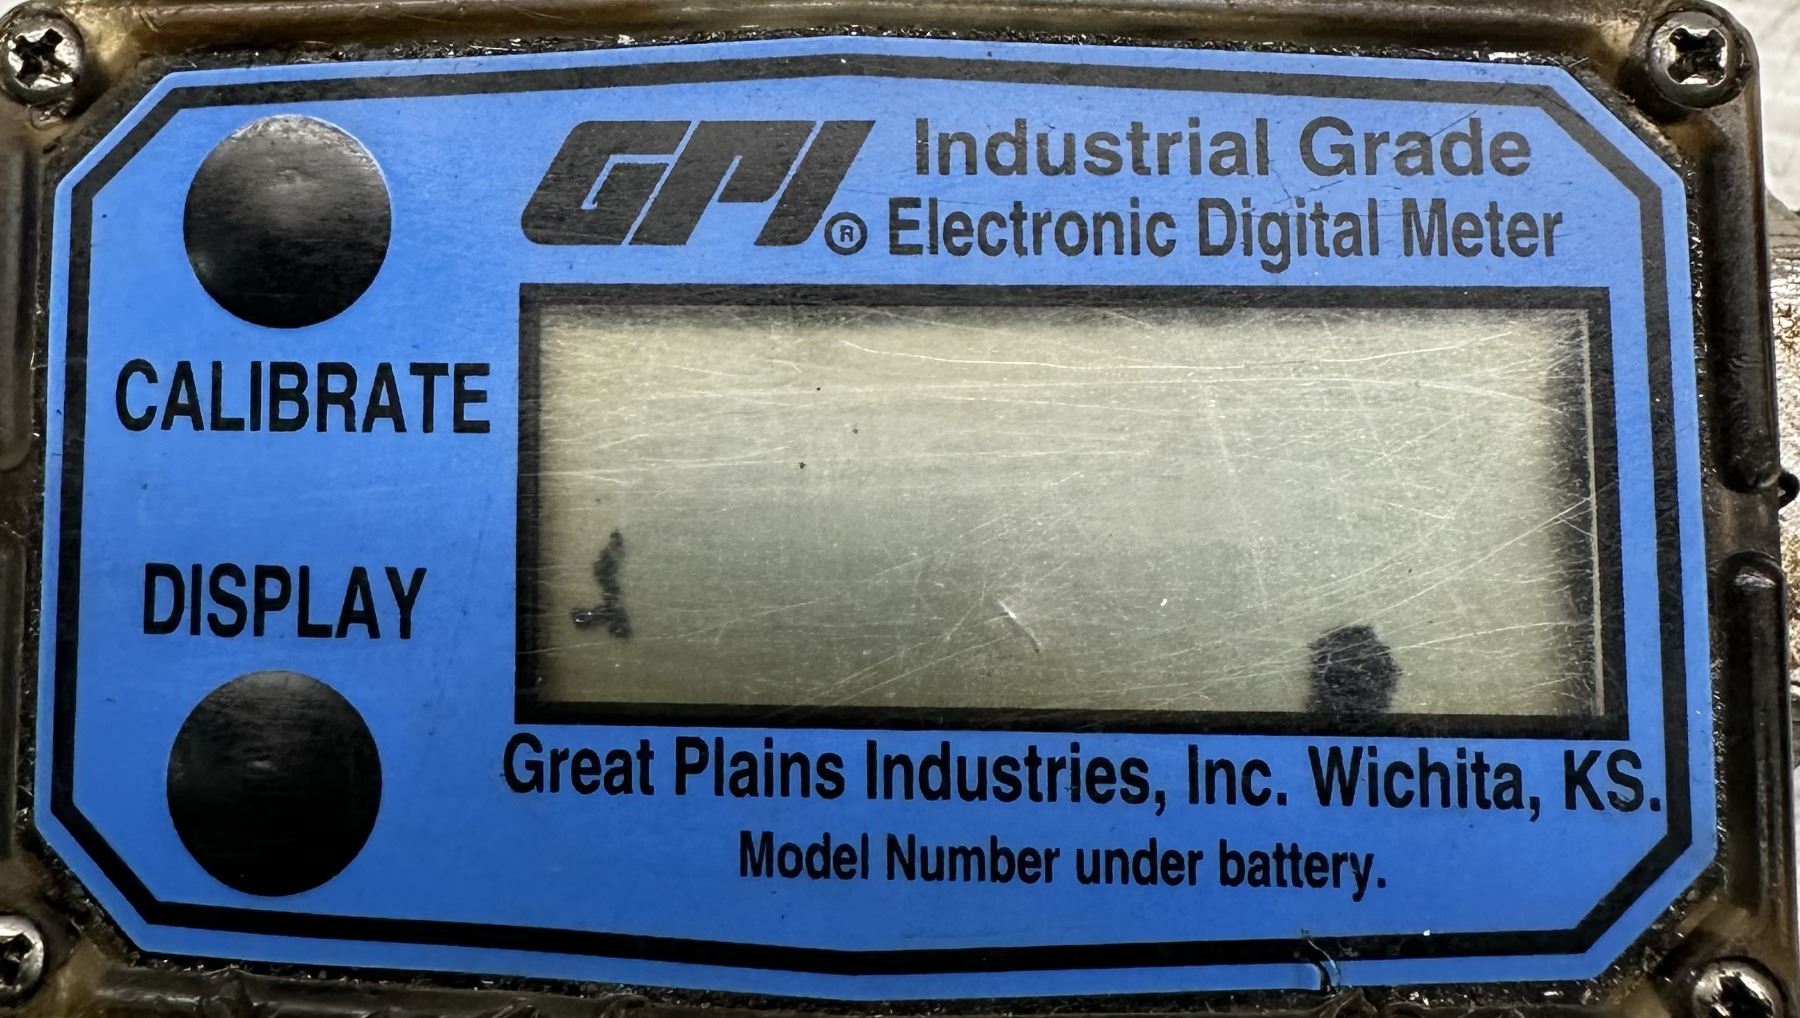 GPI® Industrial Grade
Electronic Digital Meter
CALIBRATE
DISPLAY
Great Plains Industries, Inc. Wichita, KS.
Model Number under battery.